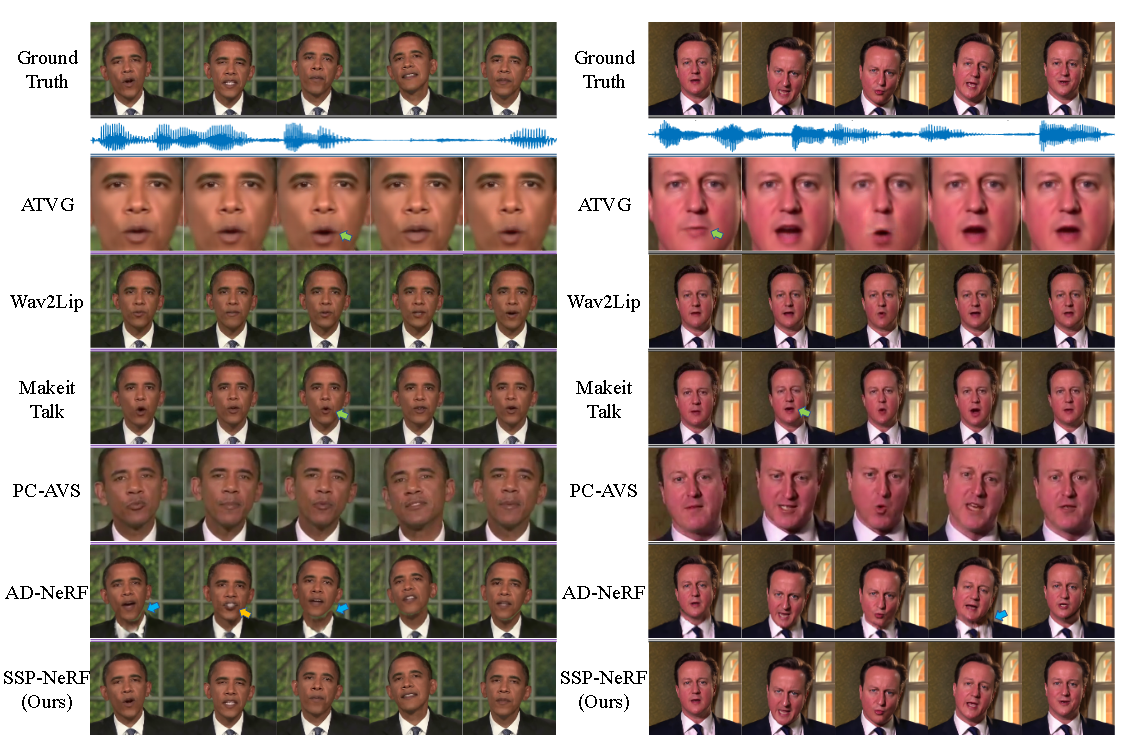 Ground
Truth
ATVG
Wav2Lip
Makeit
Talk
PC-AVS
AD-NeRF
SSP-NeRF
(Ours)
Ground
Truth
ATVG
Wav2Lip
Makeit
Talk
PC-AVS
AD-NeRF
SSP-NeRF
(Ours)